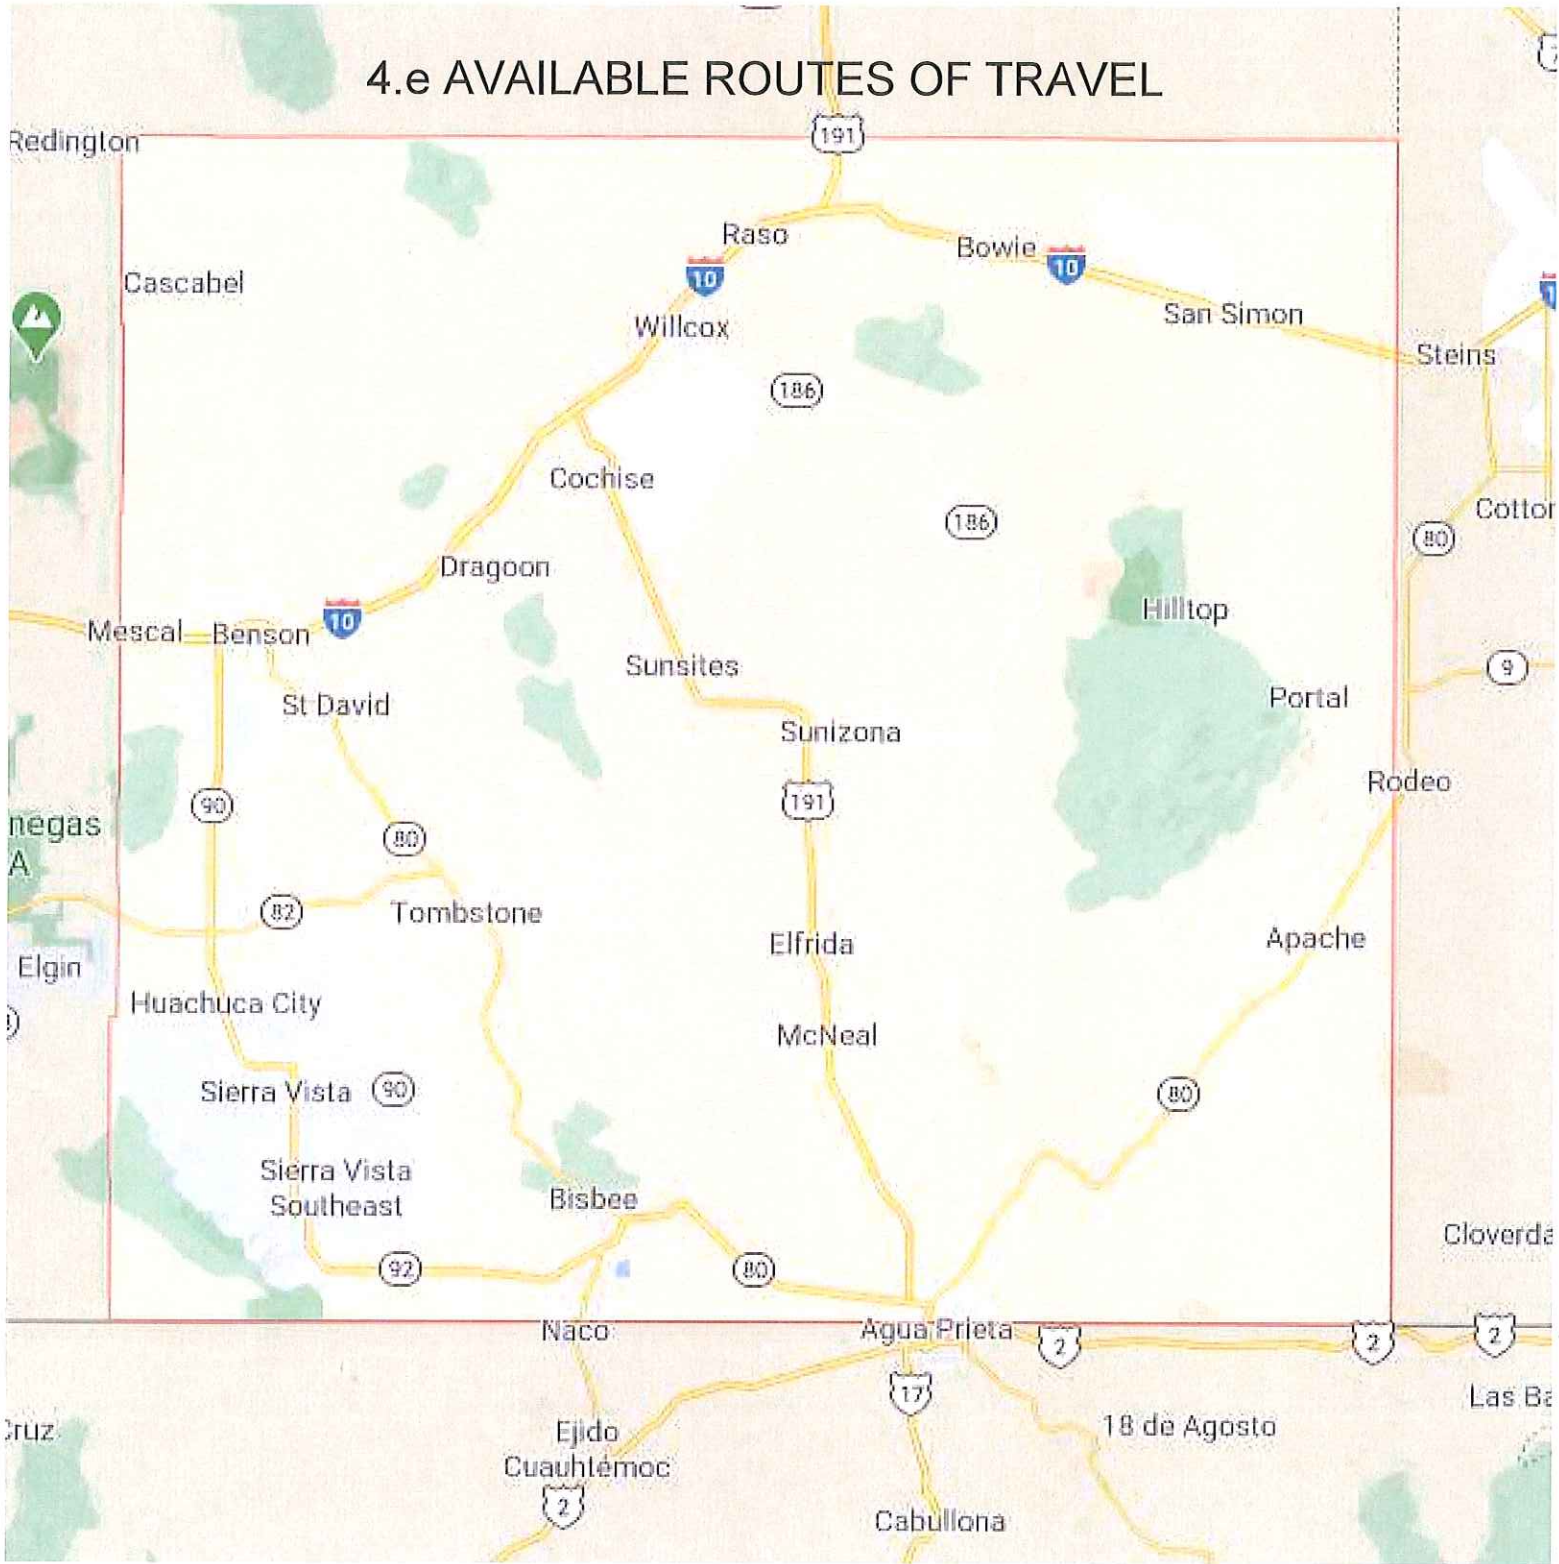 4.e AVAILABLE ROUTES OF TRAVEL
191
Redington
Raso
Bowie
10
10
Cascabel
San Simon
Willcox
Steins
186
Cochise
186
Cottor
80
Dragoon
Hilltop
10
Mescal
Benson
Sunsites
9
St David
Portal
Sunizona
Rodeo
90
191
negas
A
80
82
Tombstone
Elfrida
Apache
Elgin
Huachuca City
McNeal
Sierra Vista
90
80
Sierra Vista
Southeast
Bisbee
Cloverda
92
80
Naco
Agua Prieta
2
2
2
17
Las Ba
Cruz
Ejido
Cuauhtémoc
18 de Agosto
2
Cabullona